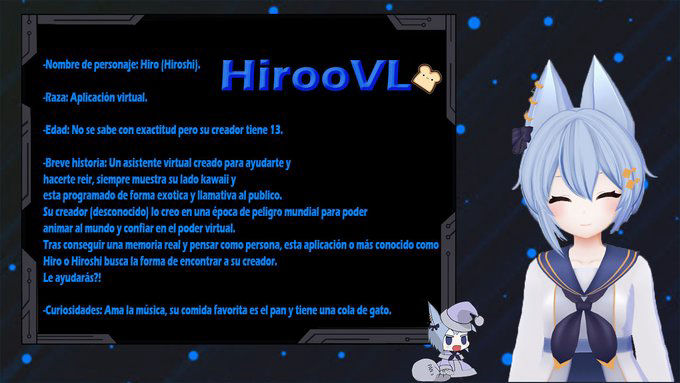 HirooVL
-Nombre de personaje: Hiro (Hiroshi).
-Raza: Aplicación virtual.
-Edad: No se sabe con exactitud pero su creador tiene 13.
-Breve historia: Un asistente virtual creado para ayudarte y
hacerte reir, siempre muestra su lado kawaii y
esta programado de forma exotica y llamativa al publico.
Su creador (desconocido) lo creo en una época de peligro mundial para poder
animar al mundo y confiar en el poder virtual.
Tras conseguir una memoria real y pensar como persona, esta aplicación o más conocido como
Hiro o Hiroshi busca la forma de encontrar a su creador.
Le ayudarás?!
-Curiosidades: Ama la música, su comida favorita es el pan y tiene una cola de gato.